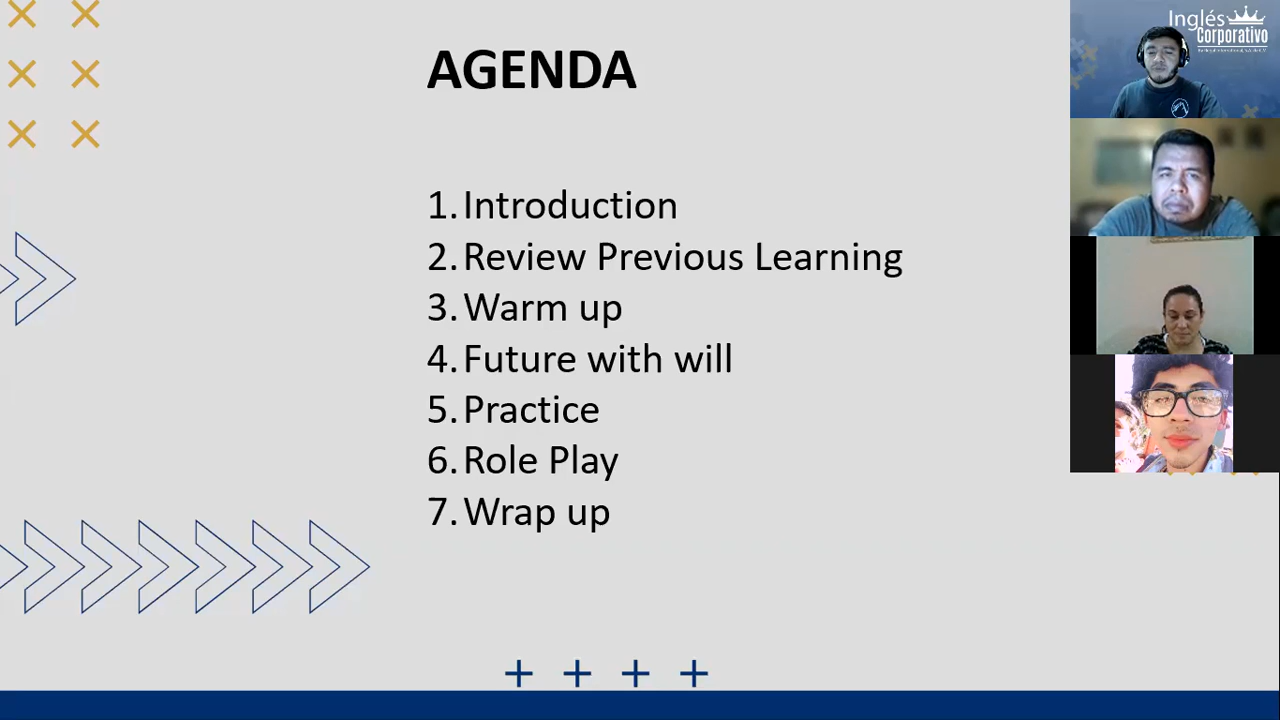 AGENDA
1. Introduction
2. Review Previous Learning
3. Warm up
4. Future with will
5. Practice
6. Role Play
7. Wrap up
Inglés
Corporativo